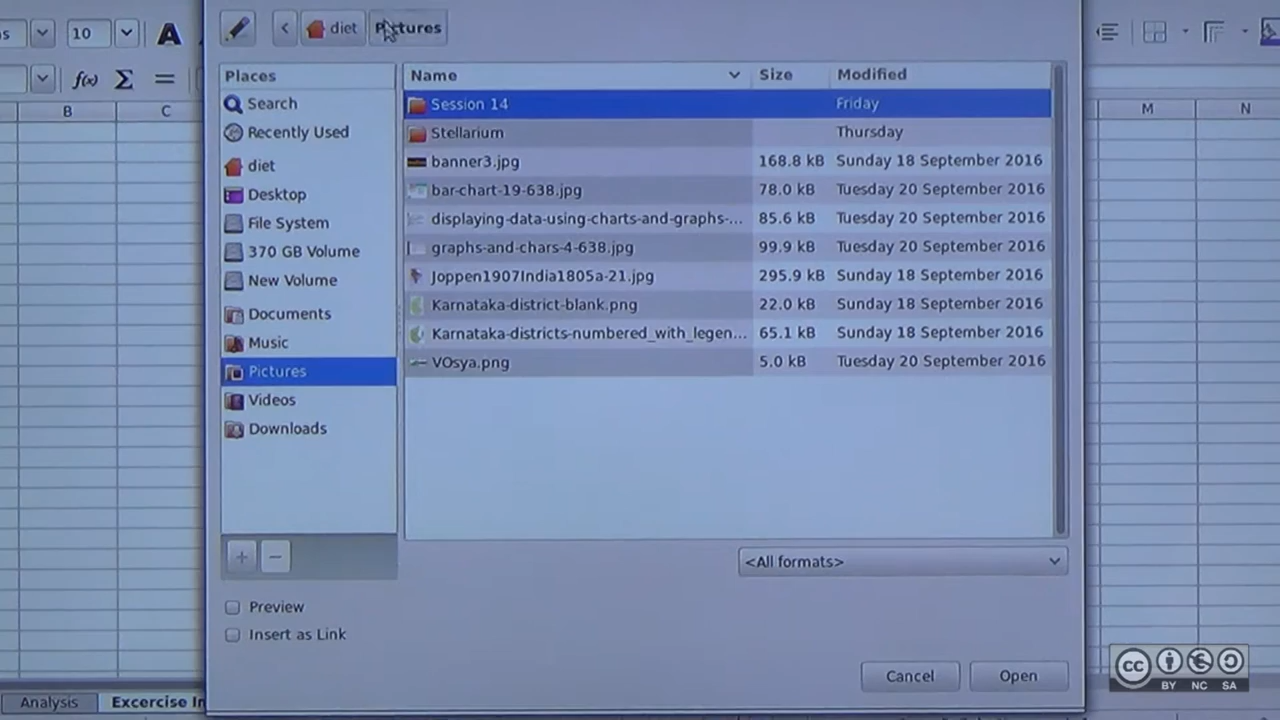 10
diet
Pictures
f(x) Σ =
B C M N
Places
Search
Recently Used
diet
Desktop
File System
370 GB Volume
New Volume
Documents
Music
Pictures
Videos
Downloads
Name Size Modified
Session 14 Friday
Stellarium Thursday
banner3.jpg 168.8 kB Sunday 18 September 2016
bar-chart-19-638.jpg 78.0 kB Tuesday 20 September 2016
displaying-data-using-charts-and-graphs-... 85.6 kB Tuesday 20 September 2016
graphs-and-chars-4-638.jpg 99.9 kB Tuesday 20 September 2016
Joppen1907India1805a-21.jpg 295.9 kB Sunday 18 September 2016
Karnataka-district-blank.png 22.0 kB Sunday 18 September 2016
Karnataka-districts-numbered_with_legen... 65.1 kB Sunday 18 September 2016
VOsya.png 5.0 kB Tuesday 20 September 2016
<All formats>
Preview
Insert as Link
Cancel Open
Analysis Excercise In
cc
BY NC SA